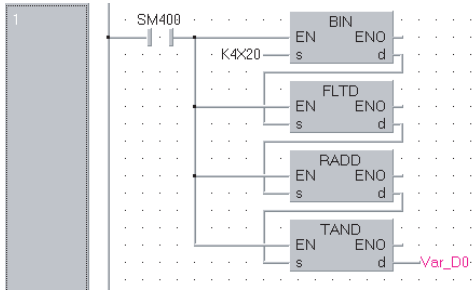 1
SM400
BIN
EN ENO
K4X20 s d
FLTD
EN ENO
s d
RADD
EN ENO
s d
TAND
EN ENO
s d Var_D0